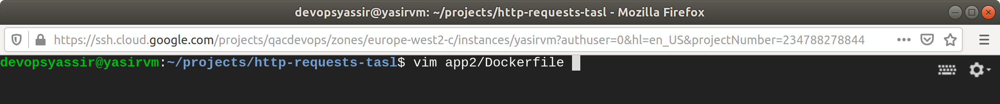 devopsyassir@yasirvm: ~/projects/http-requests-tasl - Mozilla Firefox
https://ssh.cloud.google.com/projects/qacdevops/zones/europe-west2-c/instances/yasirvm?authuser=0&hl=en_US&projectNumber=234788278844
devopsyassir@yasirvm:~/projects/http-requests-tasl$ vim app2/Dockerfile